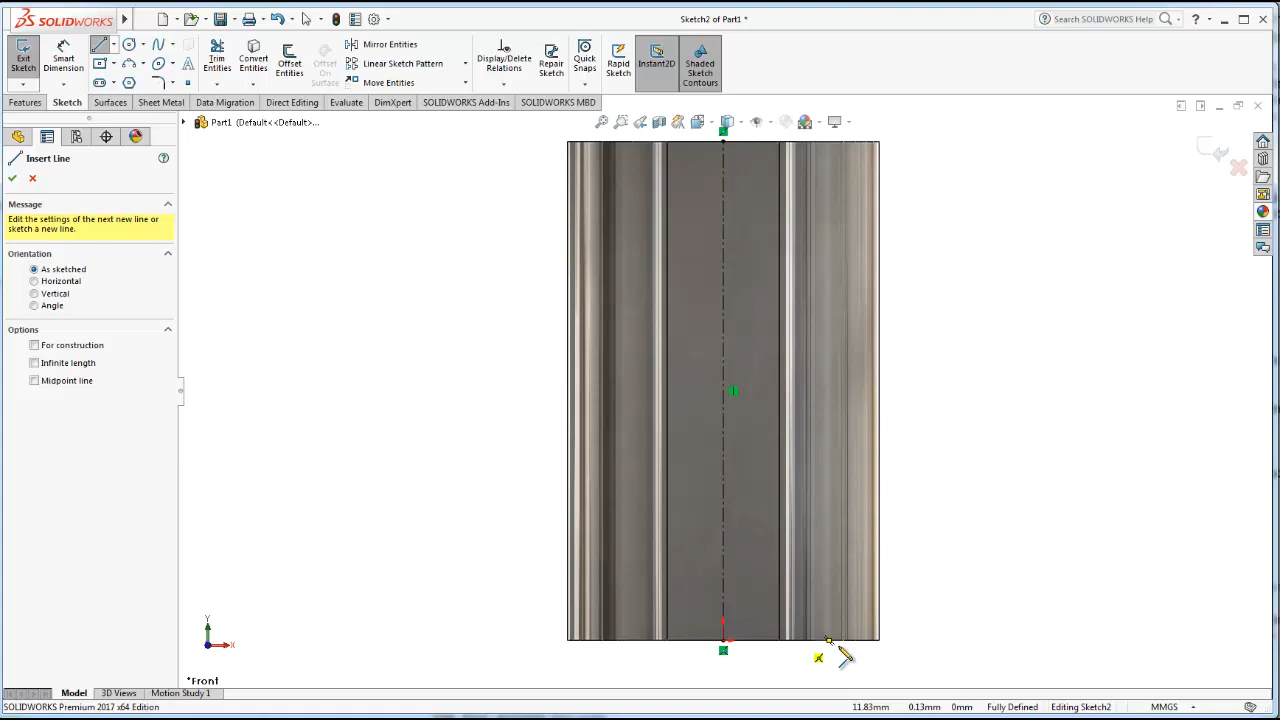 SOLIDWORKS
Sketch2 of Part1 *
Search SOLIDWORKS Help
Exit Sketch
Smart Dimension
Trim Entities
Convert Entities
Offset Entities
Offset On Surface
Mirror Entities
Linear Sketch Pattern
Move Entities
Display/Delete Relations
Repair Sketch
Quick Snaps
Rapid Sketch
Instant2D
Shaded Sketch Contours
Features
Sketch
Surfaces
Sheet Metal
Data Migration
Direct Editing
Evaluate
DimXpert
SOLIDWORKS Add-Ins
SOLIDWORKS MBD
Part1 (Default<<Default>...
Insert Line
Message
Edit the settings of the next new line or
sketch a new line.
Orientation
As sketched
Horizontal
Vertical
Angle
Options
For construction
Infinite length
Midpoint line
Y
X
*Front
Model
3D Views
Motion Study 1
SOLIDWORKS Premium 2017 x64 Edition
11.83mm
0.13mm
0mm
Fully Defined
Editing Sketch2
MMGS